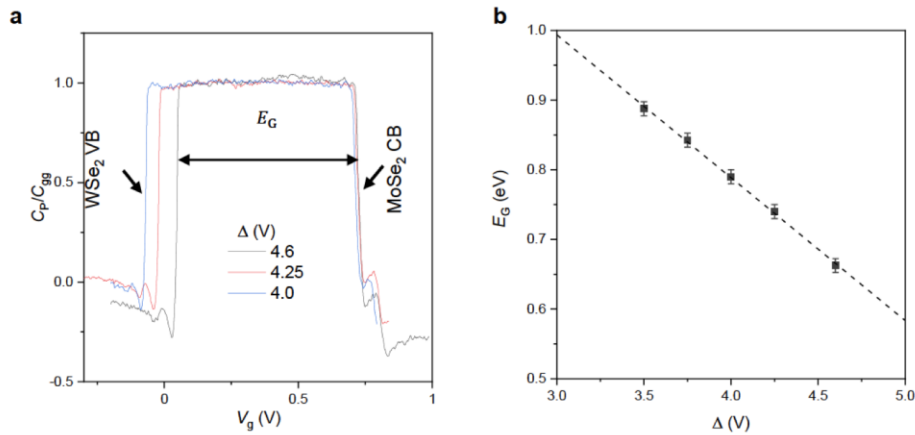 a
1.0
0.5
0.0
-0.5
C_P/C_gg
WSe₂ VB
E_G
MoSe₂ CB
Δ (V)
4.6
4.25
4.0
0
0.5
1
V_g (V)
b
1.0
0.9
0.8
0.7
0.6
0.5
E_G (eV)
3.0
3.5
4.0
4.5
5.0
Δ (V)